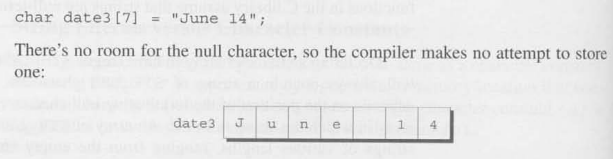 char date3[7] = "June 14";
There's no room for the null character, so the compiler makes no attempt to store
one:
date3 J u n e 1 4